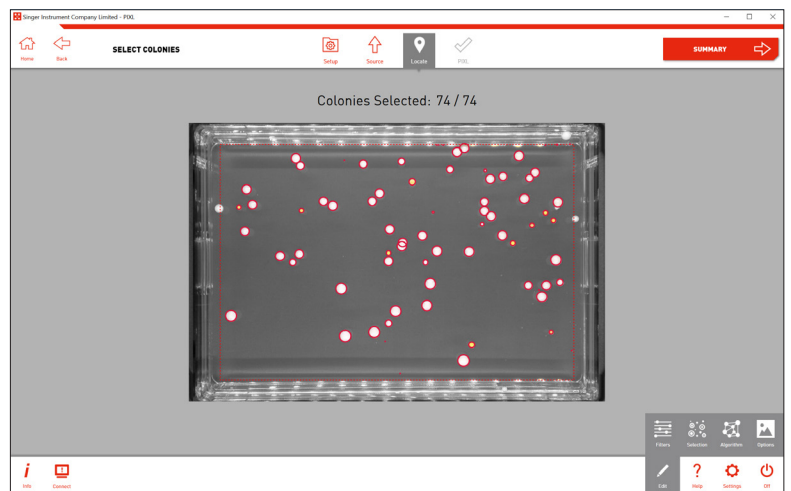 Singer Instrument Company Limited - PIXL
Home
Back
SELECT COLONIES
Setup
Source
Locate
PIXL
SUMMARY
Colonies Selected: 74 / 74
Filters
Selection
Algorithm
Options
Info
Connect
Edit
Help
Settings
Off